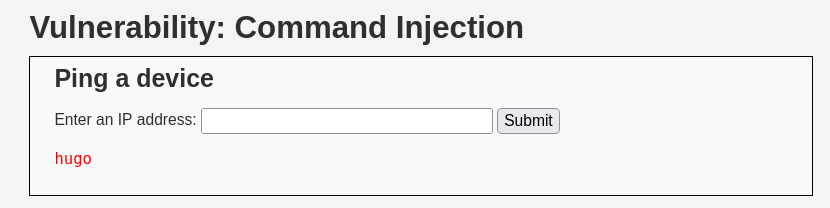 Vulnerability: Command Injection
Ping a device
Enter an IP address: Submit
hugo